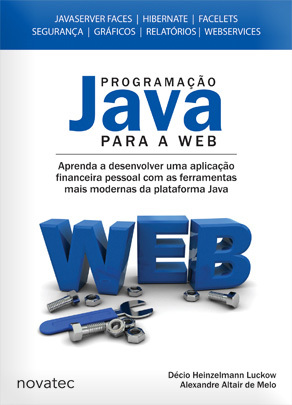 JAVASERVER FACES | HIBERNATE | FACELETS
SEGURANÇA | GRÁFICOS | RELATÓRIOS | WEBSERVICES
PROGRAMAÇÃO
Java
PARA A WEB
Aprenda a desenvolver uma aplicação
financeira pessoal com as ferramentas
mais modernas da plataforma Java
WEB
Décio Heinzelmann Luckow
Alexandre Altair de Melo
novatec